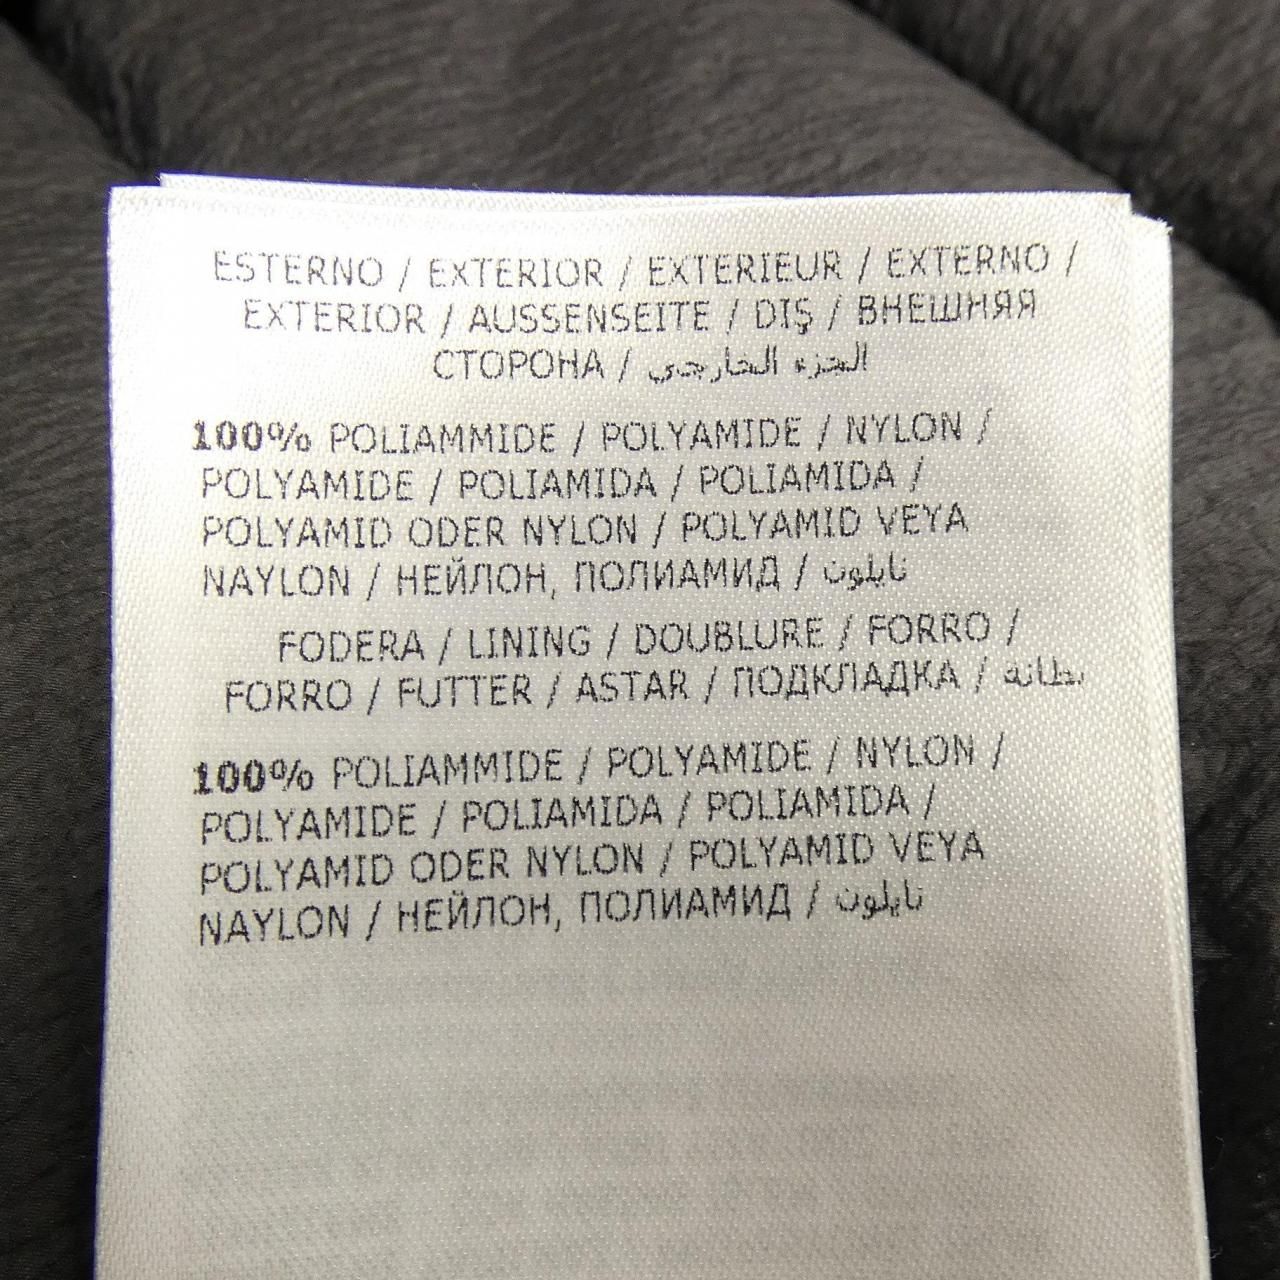 ESTERNO / EXTERIOR / EXTERIEUR / EXTERNO /
EXTERIOR / AUSSENSEITE / DIŞ / ВНЕШНЯЯ
СТОРОНА / الجزء الخارجي
100% POLIAMMIDE / POLYAMIDE / NYLON /
POLYAMIDE / POLIAMIDA / POLIAMIDA /
POLYAMID ODER NYLON / POLYAMID VEYA
NAYLON / НЕЙЛОН, ПОЛИАМИД / نايلون
FODERA / LINING / DOUBLURE / FORRO /
FORRO / FUTTER / ASTAR / ПОДКЛАДКА / بطانة
100% POLIAMMIDE / POLYAMIDE / NYLON /
POLYAMIDE / POLIAMIDA / POLIAMIDA /
POLYAMID ODER NYLON / POLYAMID VEYA
NAYLON / НЕЙЛОН, ПОЛИАМИД / نايلون